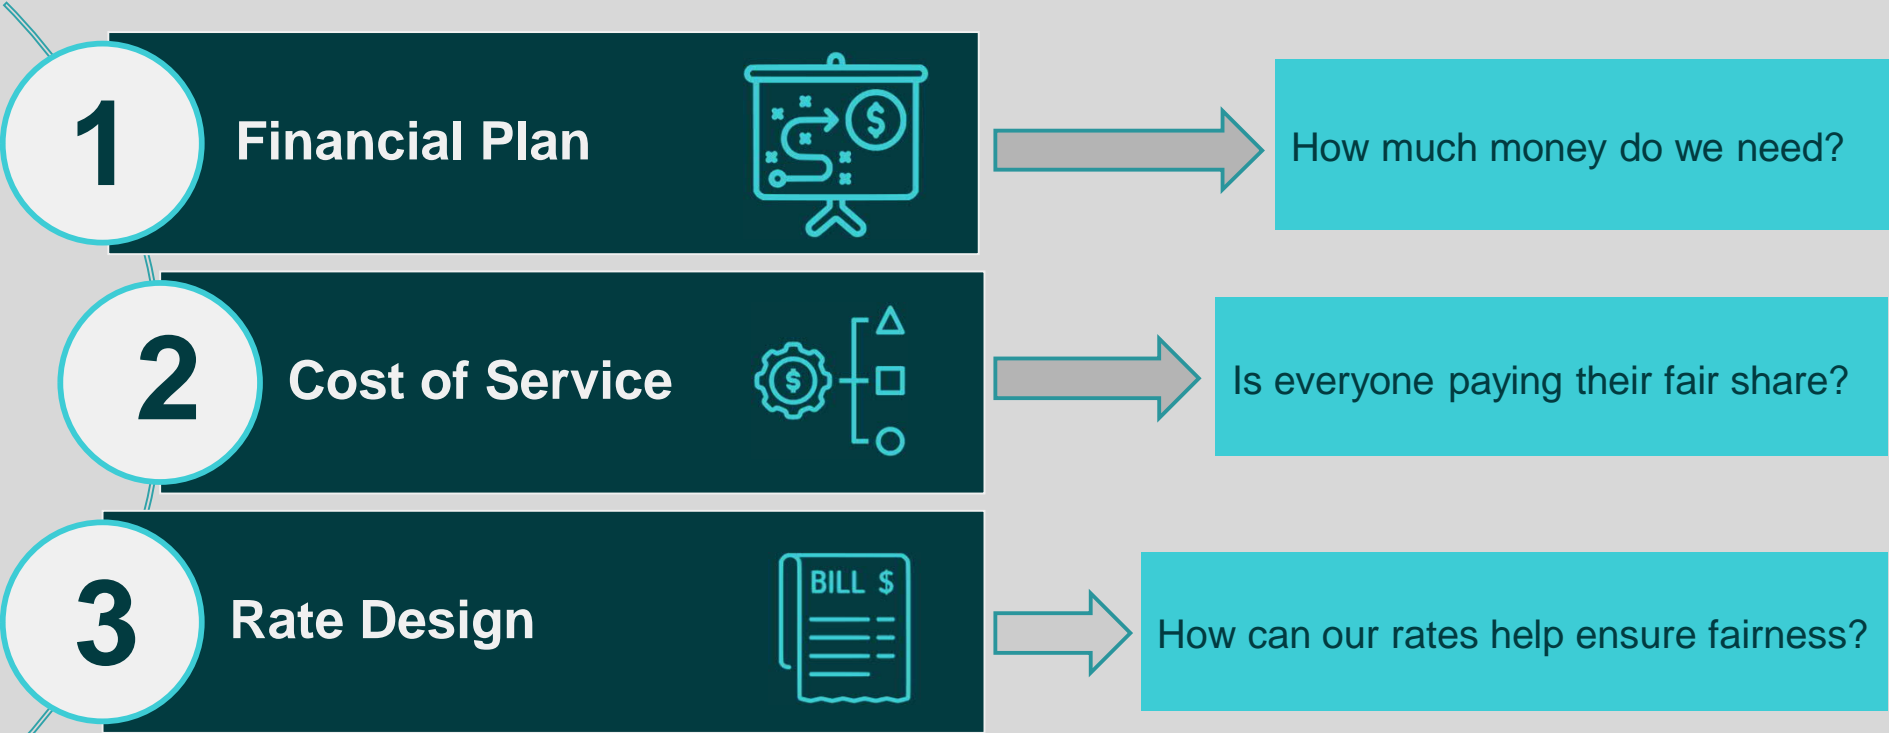 1
Financial Plan
$
How much money do we need?
2
Cost of Service
$
Is everyone paying their fair share?
3
Rate Design
BILL $
How can our rates help ensure fairness?